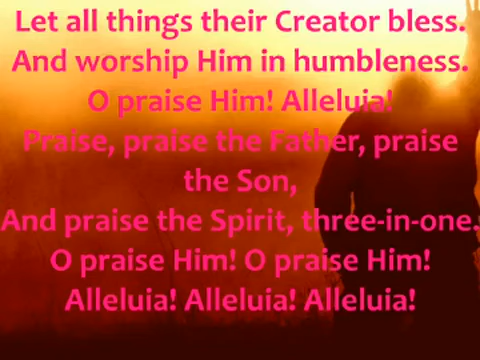 Let all things their Creator bless.
And worship Him in humbleness.
O praise Him! Alleluia!
Praise, praise the Father, praise
the Son,
And praise the Spirit, three-in-one.
O praise Him! O praise Him!
Alleluia! Alleluia! Alleluia!